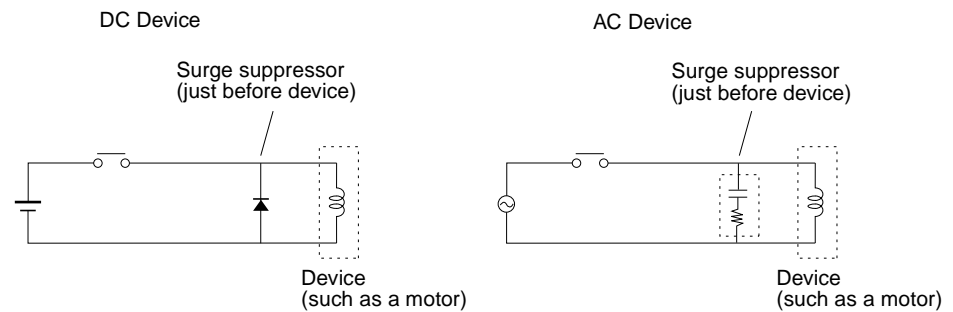 DC Device
Surge suppressor
(just before device)
Device
(such as a motor)
AC Device
Surge suppressor
(just before device)
Device
(such as a motor)